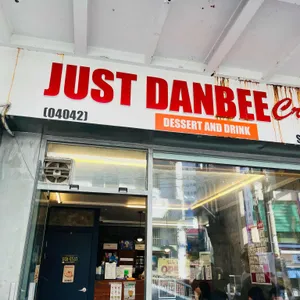 JUST DANBEE
(04042)
DESSERT AND DRINK